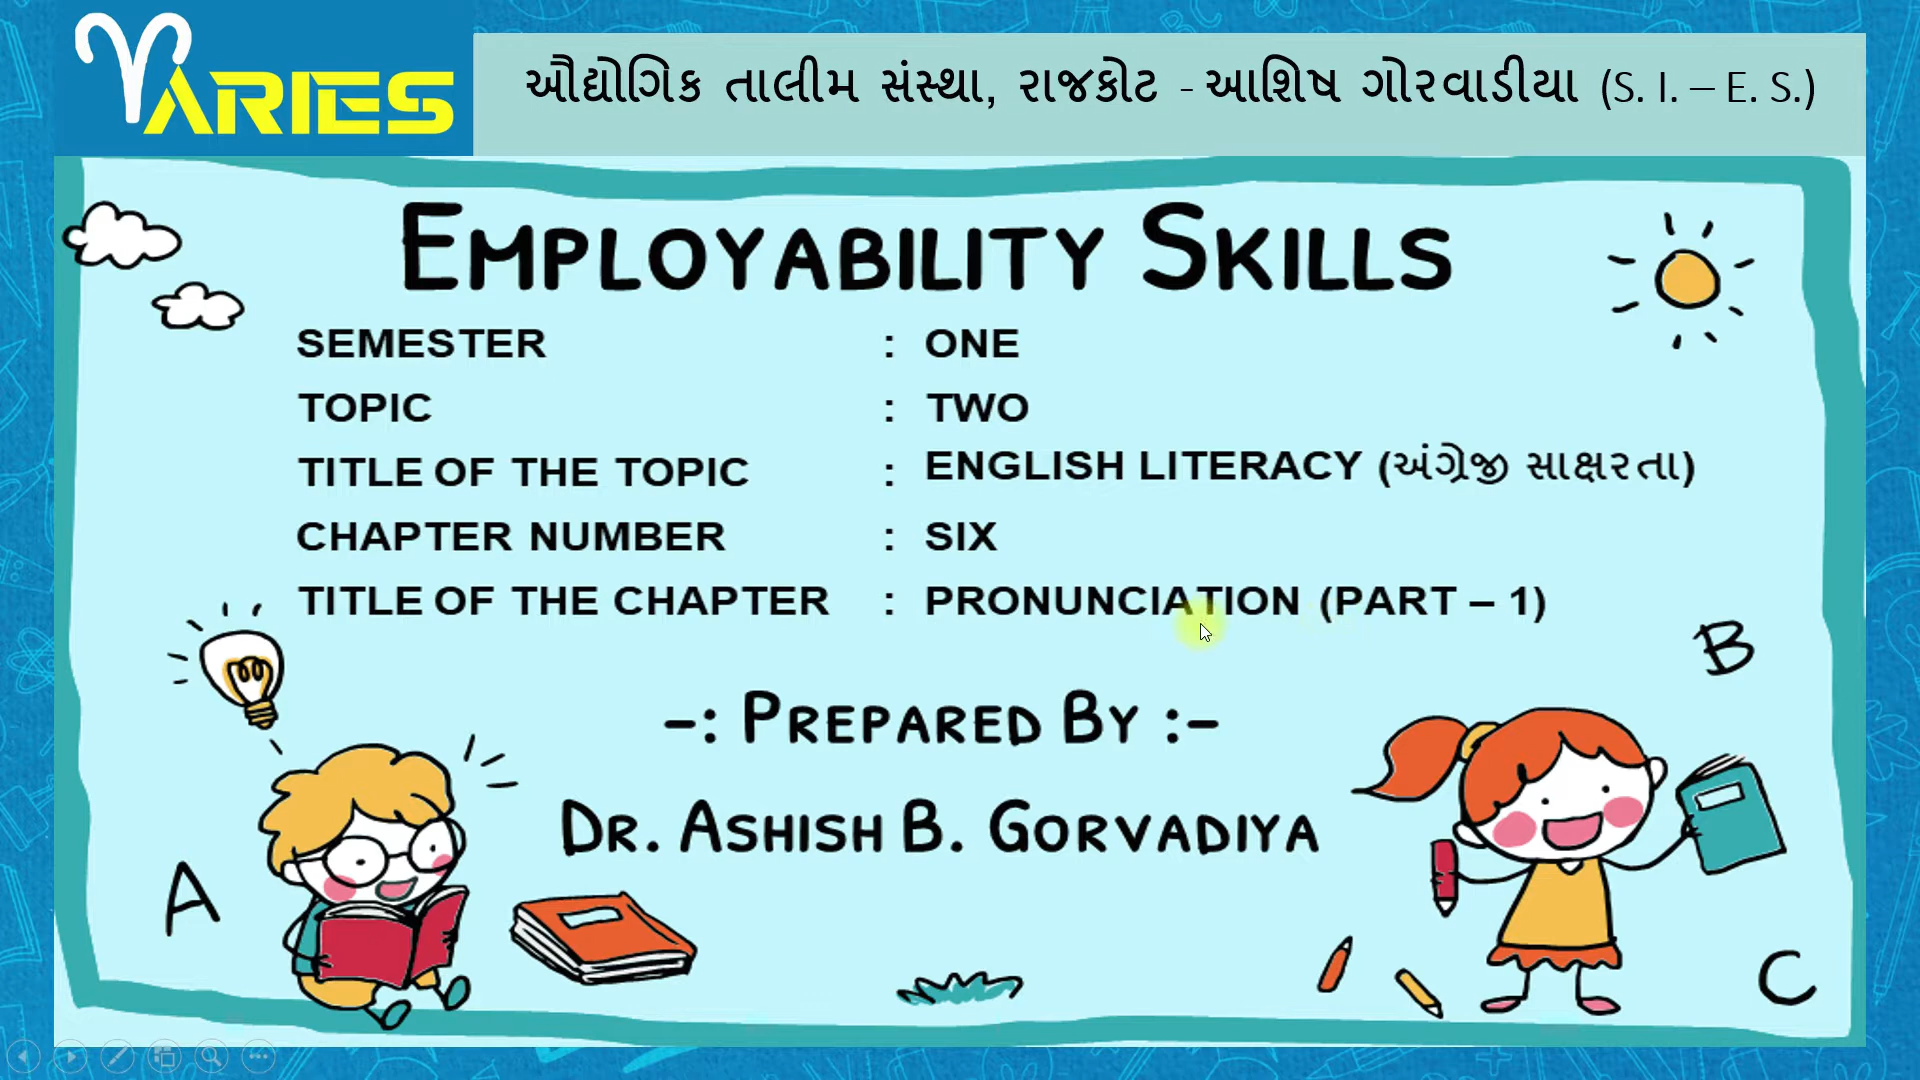 ARIES
ઔદ્યોગિક તાલીમ સંસ્થા, રાજકોટ - આશિષ ગોરવાડીયા (S. I. – E. S.)
EMPLOYABILITY SKILLS
SEMESTER : ONE
TOPIC : TWO
TITLE OF THE TOPIC : ENGLISH LITERACY (અંગ્રેજી સાક્ષરતા)
CHAPTER NUMBER : SIX
TITLE OF THE CHAPTER : PRONUNCIATION (PART – 1)
B
-: PREPARED BY :-
DR. ASHISH B. GORVADIYA
A
C